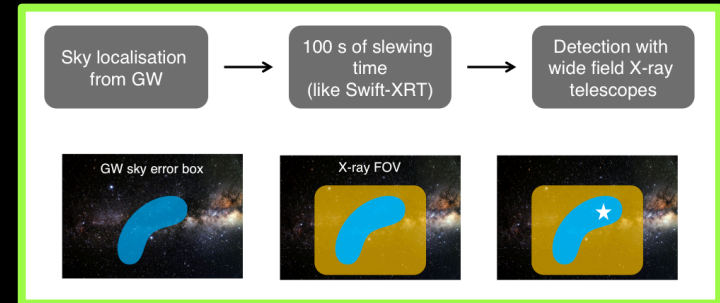 Sky localisation
from GW
100 s of slewing
time
(like Swift-XRT)
Detection with
wide field X-ray
telescopes
GW sky error box
X-ray FOV